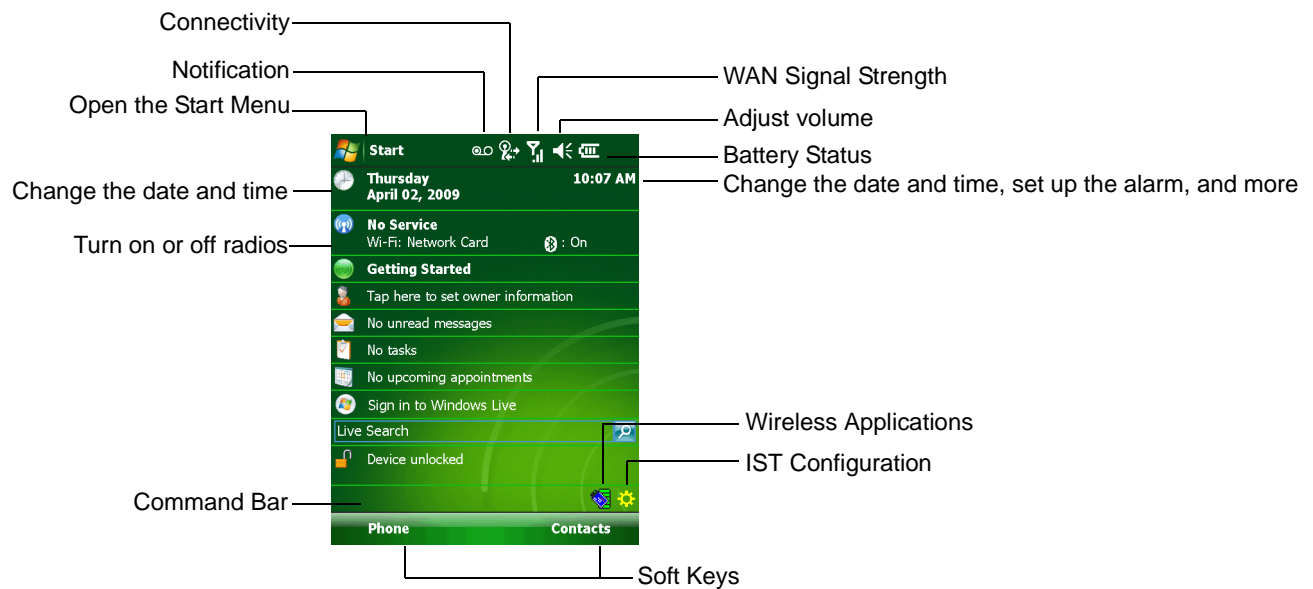 Connectivity
Notification
WAN Signal Strength
Open the Start Menu
Adjust volume
Start
Battery Status
Change the date and time
Thursday
10:07 AM
April 02, 2009
Change the date and time, set up the alarm, and more
Turn on or off radios
No Service
Wi-Fi: Network Card
: On
Getting Started
Tap here to set owner information
No unread messages
No tasks
No upcoming appointments
Sign in to Windows Live
Live Search
Wireless Applications
Device unlocked
IST Configuration
Command Bar
Phone
Contacts
Soft Keys